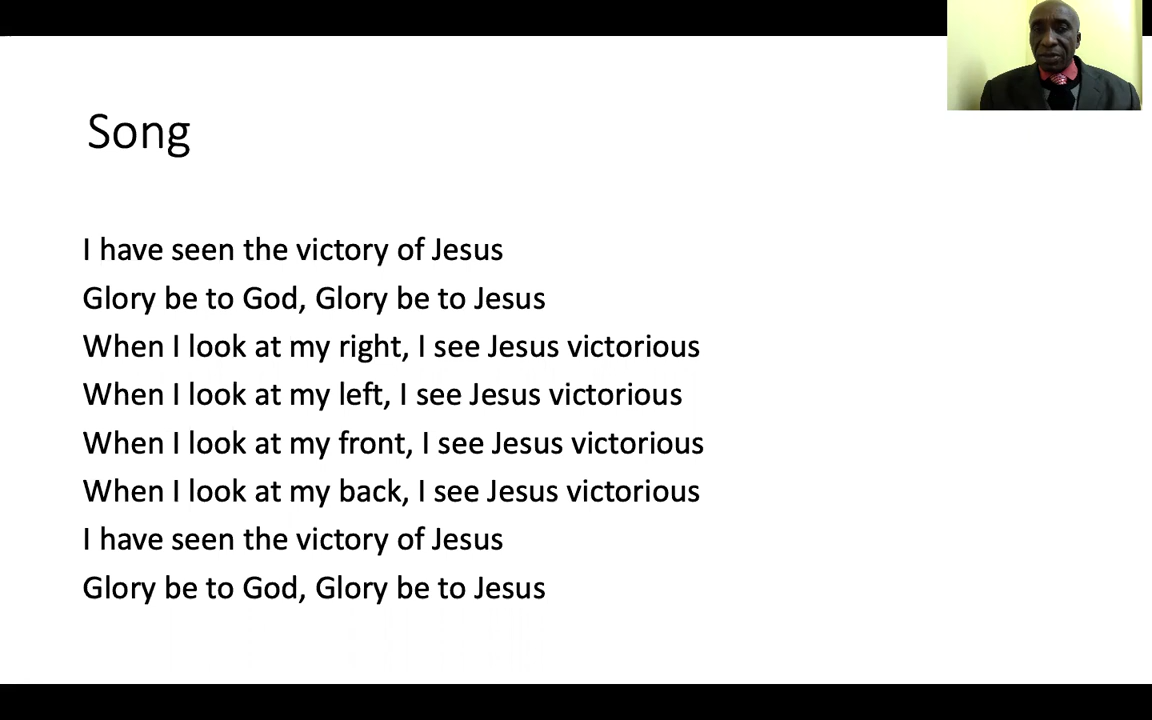 Song
I have seen the victory of Jesus
Glory be to God, Glory be to Jesus
When I look at my right, I see Jesus victorious
When I look at my left, I see Jesus victorious
When I look at my front, I see Jesus victorious
When I look at my back, I see Jesus victorious
I have seen the victory of Jesus
Glory be to God, Glory be to Jesus